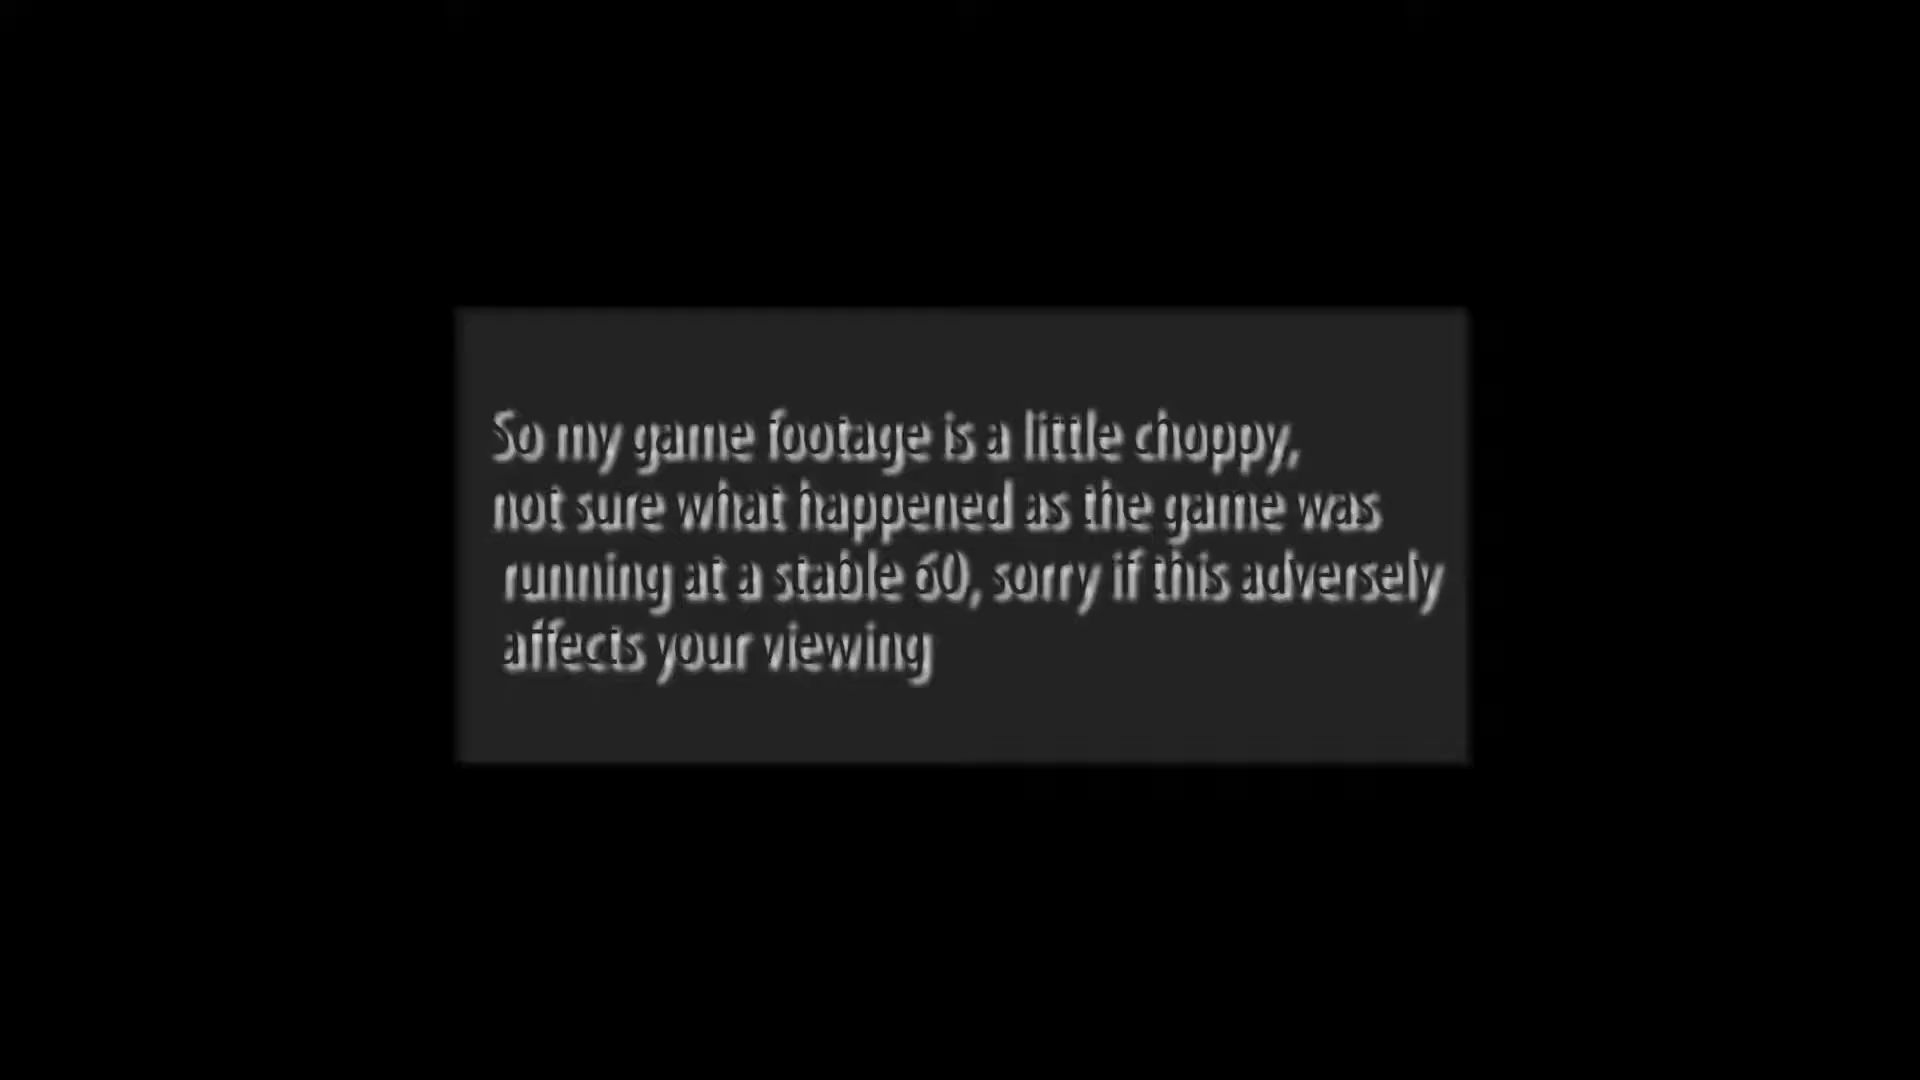 So my game footage is a little choppy,
not sure what happened as the game was
running at a stable 60, sorry if this adversely
affects your viewing